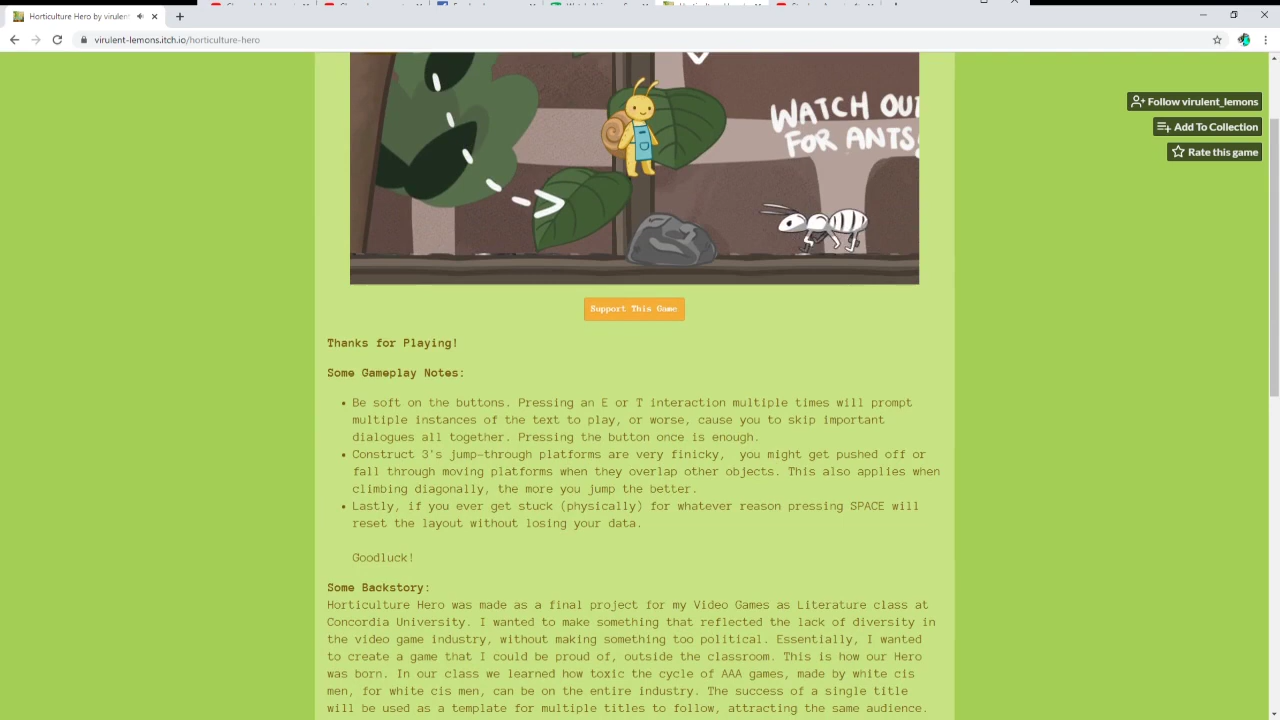 Horticulture Hero by virulent
virulent-lemons.itch.io/horticulture-hero
Follow virulent_lemons
Add To Collection
Rate this game
WATCH OU
FOR ANTS!
Support This Game
Thanks for Playing!
Some Gameplay Notes:
Be soft on the buttons. Pressing an E or T interaction multiple times will prompt
multiple instances of the text to play, or worse, cause you to skip important
dialogues all together. Pressing the button once is enough.
Construct 3's jump-through platforms are very finicky, you might get pushed off or
fall through moving platforms when they overlap other objects. This also applies when
climbing diagonally, the more you jump the better.
Lastly, if you ever get stuck (physically) for whatever reason pressing SPACE will
reset the layout without losing your data.
Goodluck!
Some Backstory:
Horticulture Hero was made as a final project for my Video Games as Literature class at
Concordia University. I wanted to make something that reflected the lack of diversity in
the video game industry, without making something too political. Essentially, I wanted
to create a game that I could be proud of, outside the classroom. This is how our Hero
was born. In our class we learned how toxic the cycle of AAA games, made by white cis
men, for white cis men, can be on the entire industry. The success of a single title
will be used as a template for multiple titles to follow, attracting the same audience.